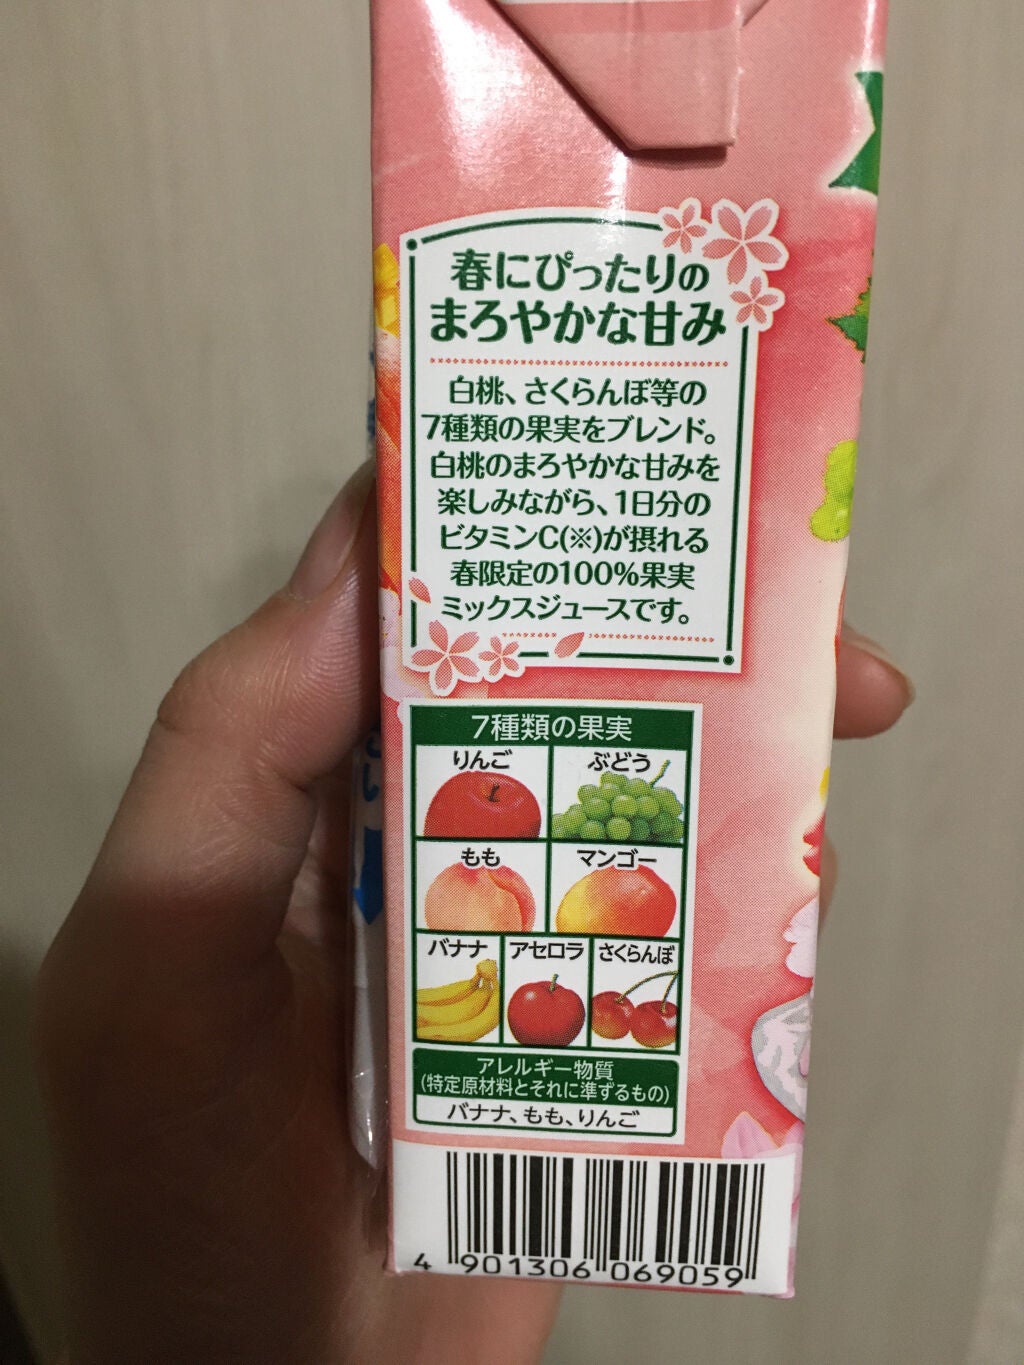 春にぴったりの
まろやかな甘み
白桃、さくらんぼ等の
7種類の果実をブレンド。
白桃のまろやかな甘みを
楽しみながら、1日分の
ビタミンC(※)が摂れる
春限定の100%果実
ミックスジュースです。
7種類の果実
りんご ぶどう
もも マンゴー
バナナ アセロラ さくらんぼ
アレルギー物質
(特定原材料とそれに準ずるもの)
バナナ、もも、りんご
4 901306 069059